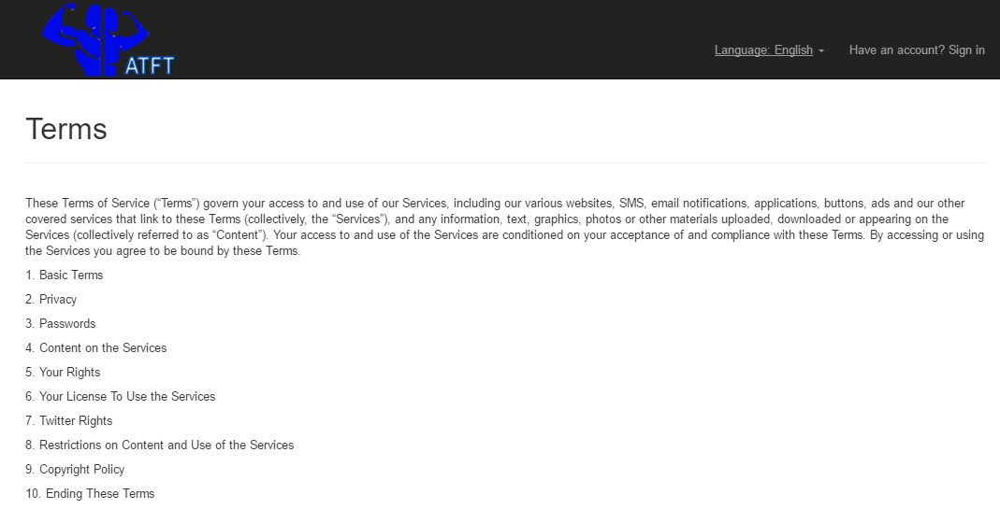 ATFT
Language: English
Have an account? Sign in
Terms
These Terms of Service (“Terms”) govern your access to and use of our Services, including our various websites, SMS, email notifications, applications, buttons, ads and our other
covered services that link to these Terms (collectively, the “Services”), and any information, text, graphics, photos or other materials uploaded, downloaded or appearing on the
Services (collectively referred to as “Content”). Your access to and use of the Services are conditioned on your acceptance of and compliance with these Terms. By accessing or using
the Services you agree to be bound by these Terms.
1. Basic Terms
2. Privacy
3. Passwords
4. Content on the Services
5. Your Rights
6. Your License To Use the Services
7. Twitter Rights
8. Restrictions on Content and Use of the Services
9. Copyright Policy
10. Ending These Terms